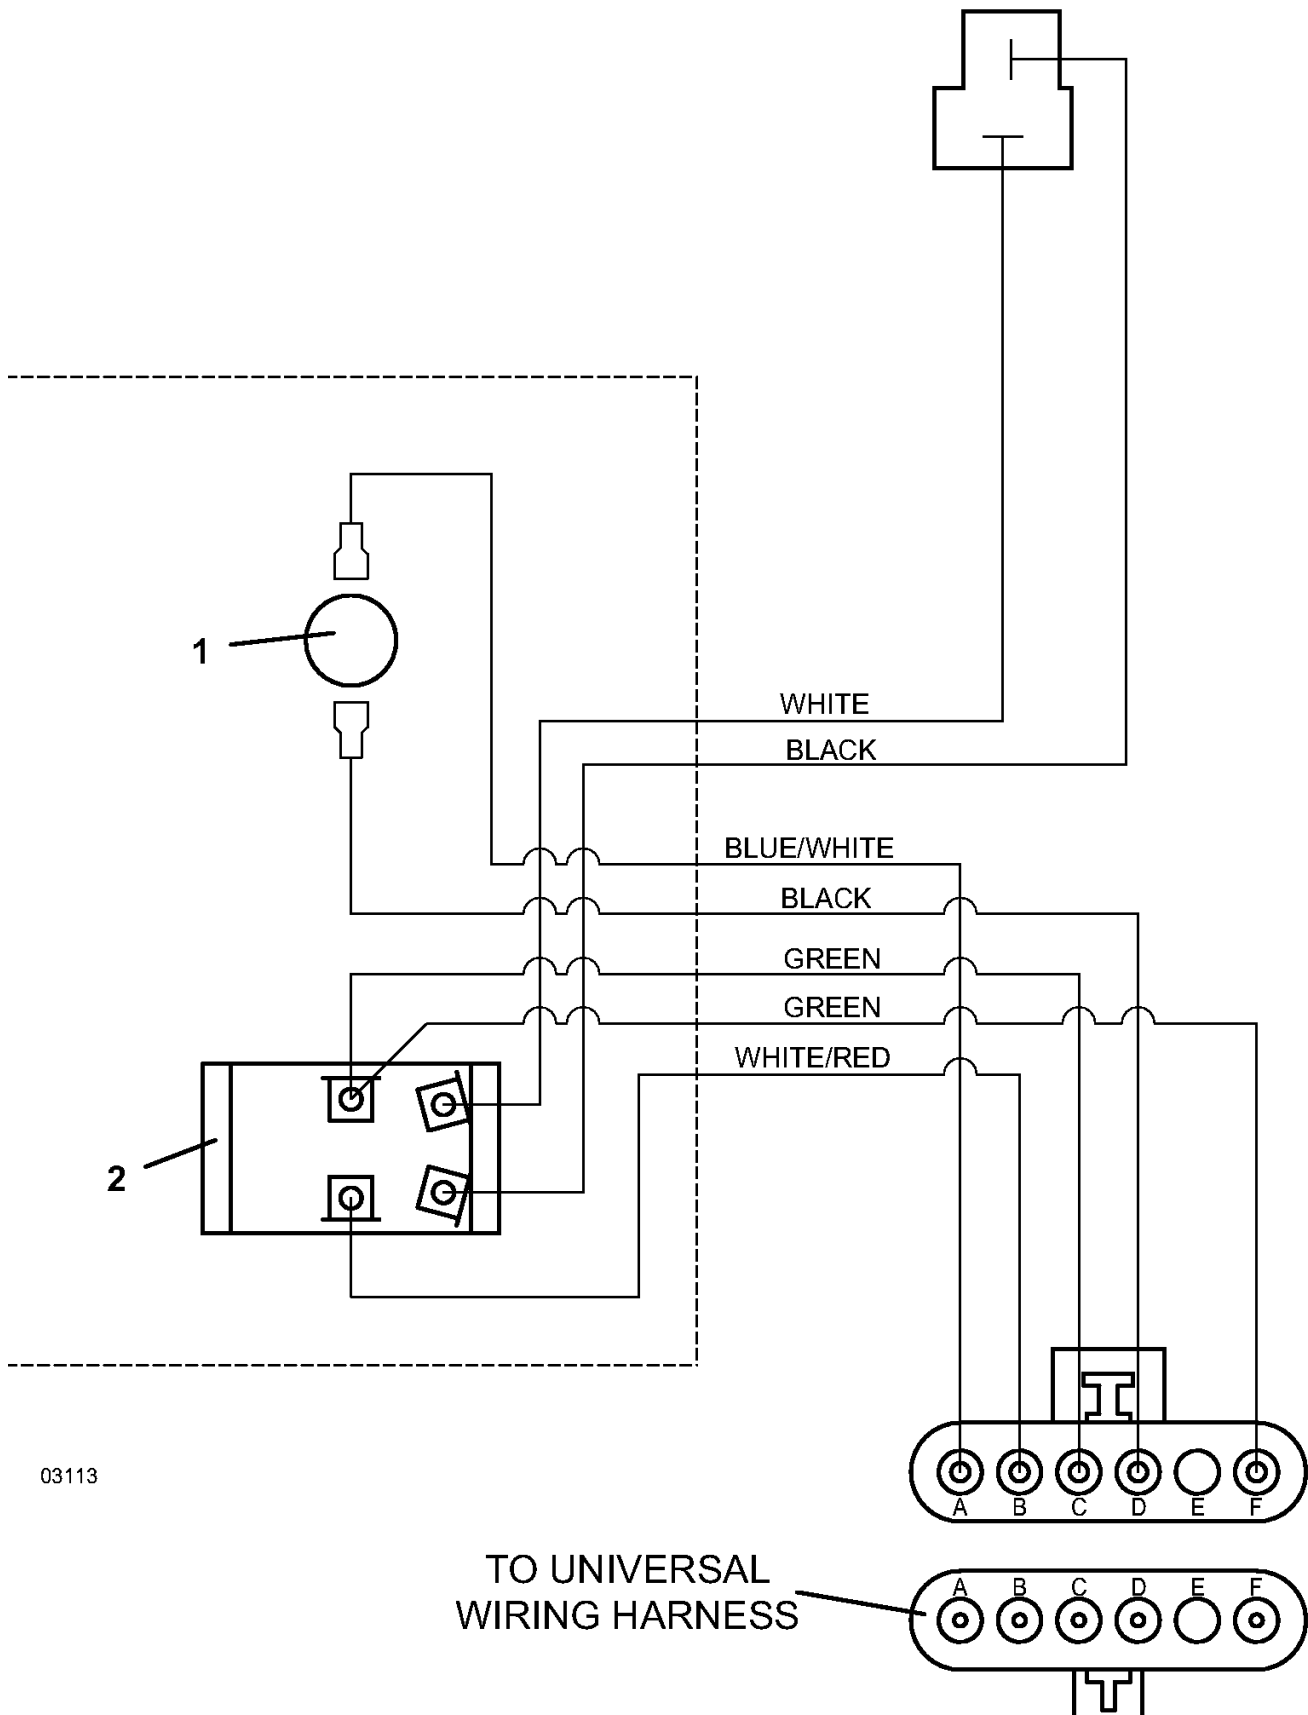 1
WHITE
BLACK
BLUE/WHITE
BLACK
GREEN
GREEN
WHITE/RED
2
03113
A B C D E F
TO UNIVERSAL
WIRING HARNESS
A B C D E F